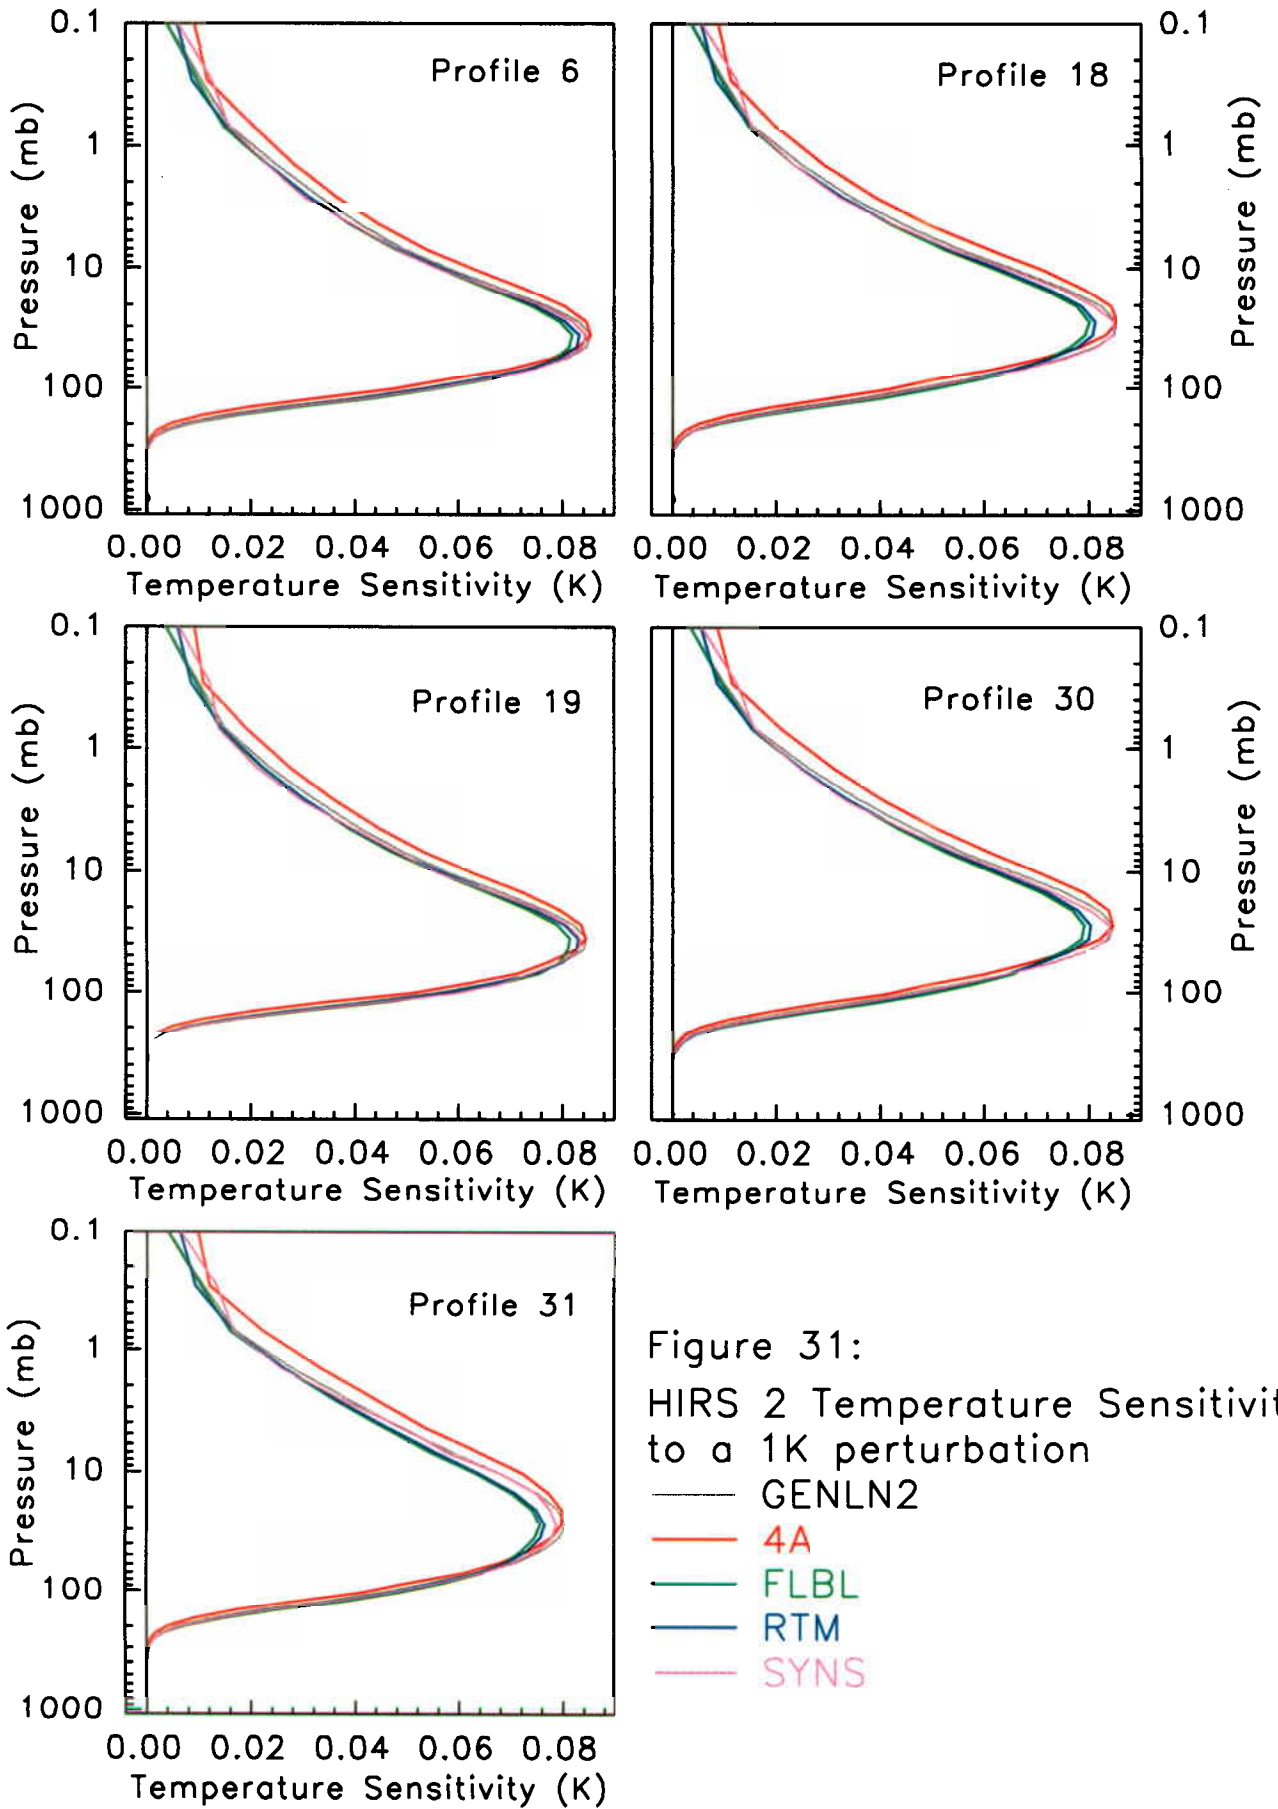 0.1
1
10
100
1000
Pressure (mb)
Profile 6
0.00 0.02 0.04 0.06 0.08
Temperature Sensitivity (K)
Profile 18
0.1
1
10
100
1000
Pressure (mb)
0.00 0.02 0.04 0.06 0.08
Temperature Sensitivity (K)
0.1
1
10
100
1000
Pressure (mb)
Profile 19
0.00 0.02 0.04 0.06 0.08
Temperature Sensitivity (K)
Profile 30
0.1
1
10
100
1000
Pressure (mb)
0.00 0.02 0.04 0.06 0.08
Temperature Sensitivity (K)
0.1
1
10
100
1000
Pressure (mb)
Profile 31
0.00 0.02 0.04 0.06 0.08
Temperature Sensitivity (K)
Figure 31:
HIRS 2 Temperature Sensitivit
to a 1K perturbation
GENLN2
4A
FLBL
RTM
SYNS